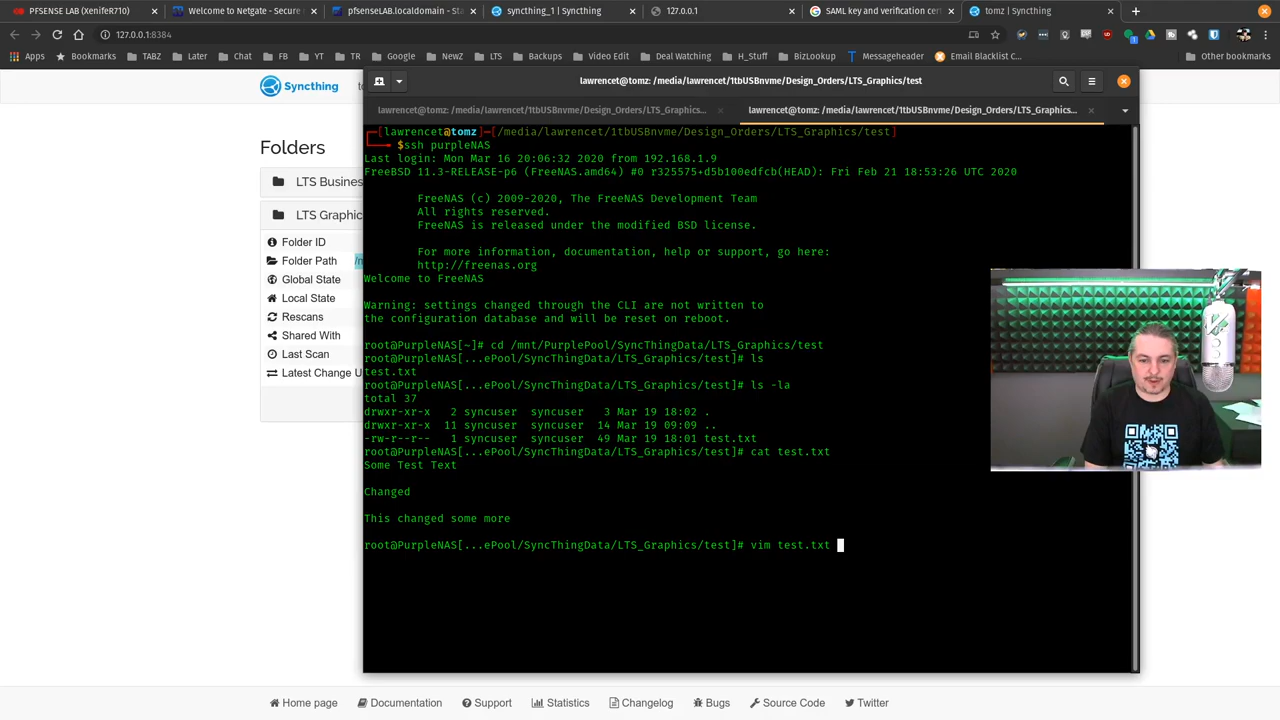 PFSENSE LAB (XenifeR710)
Welcome to Netgate - Secure
pfsenseLAB.localdomain - Sta
syncthing_1 | Syncthing
127.0.0.1
SAML key and verification cert
tomz | Syncthing
127.0.0.1:8384
Apps
Bookmarks
TABZ
Later
Chat
FB
YT
TR
Google
NewZ
LTS
Backups
Video Edit
Deal Watching
H_Stuff
BizLookup
Messageheader
Email Blacklist C...
Other bookmarks
Syncthing
Folders
LTS Busines
LTS Graphic
Folder ID
Folder Path
Global State
Local State
Rescans
Shared With
Last Scan
Latest Change
lawrencet@tomz: /media/lawrencet/1tbUSBnvme/Design_Orders/LTS_Graphics/test
lawrencet@tomz: /media/lawrencet/1tbUSBnvme/Design_Orders/LTS_Graphics...
lawrencet@tomz: /media/lawrencet/1tbUSBnvme/Design_Orders/LTS_Graphics...
[lawrencet@tomz]─[/media/lawrencet/1tbUSBnvme/Design_Orders/LTS_Graphics/test]
$ssh purpleNAS
Last login: Mon Mar 16 20:06:32 2020 from 192.168.1.9
FreeBSD 11.3-RELEASE-p6 (FreeNAS.amd64) #0 r325575+d5b100edfcb(HEAD): Fri Feb 21 18:53:26 UTC 2020
FreeNAS (c) 2009-2020, The FreeNAS Development Team
All rights reserved.
FreeNAS is released under the modified BSD license.
For more information, documentation, help or support, go here:
http://freenas.org
Welcome to FreeNAS
Warning: settings changed through the CLI are not written to
the configuration database and will be reset on reboot.
root@PurpleNAS[~]# cd /mnt/PurplePool/SyncThingData/LTS_Graphics/test
root@PurpleNAS[...ePool/SyncThingData/LTS_Graphics/test]# ls
test.txt
root@PurpleNAS[...ePool/SyncThingData/LTS_Graphics/test]# ls -la
total 37
drwxr-xr-x 2 syncuser syncuser 3 Mar 19 18:02 .
drwxr-xr-x 11 syncuser syncuser 14 Mar 19 09:09 ..
-rw-r--r-- 1 syncuser syncuser 49 Mar 19 18:01 test.txt
root@PurpleNAS[...ePool/SyncThingData/LTS_Graphics/test]# cat test.txt
Some Test Text
Changed
This changed some more
root@PurpleNAS[...ePool/SyncThingData/LTS_Graphics/test]# vim test.txt
Home page
Documentation
Support
Statistics
Changelog
Bugs
Source Code
Twitter